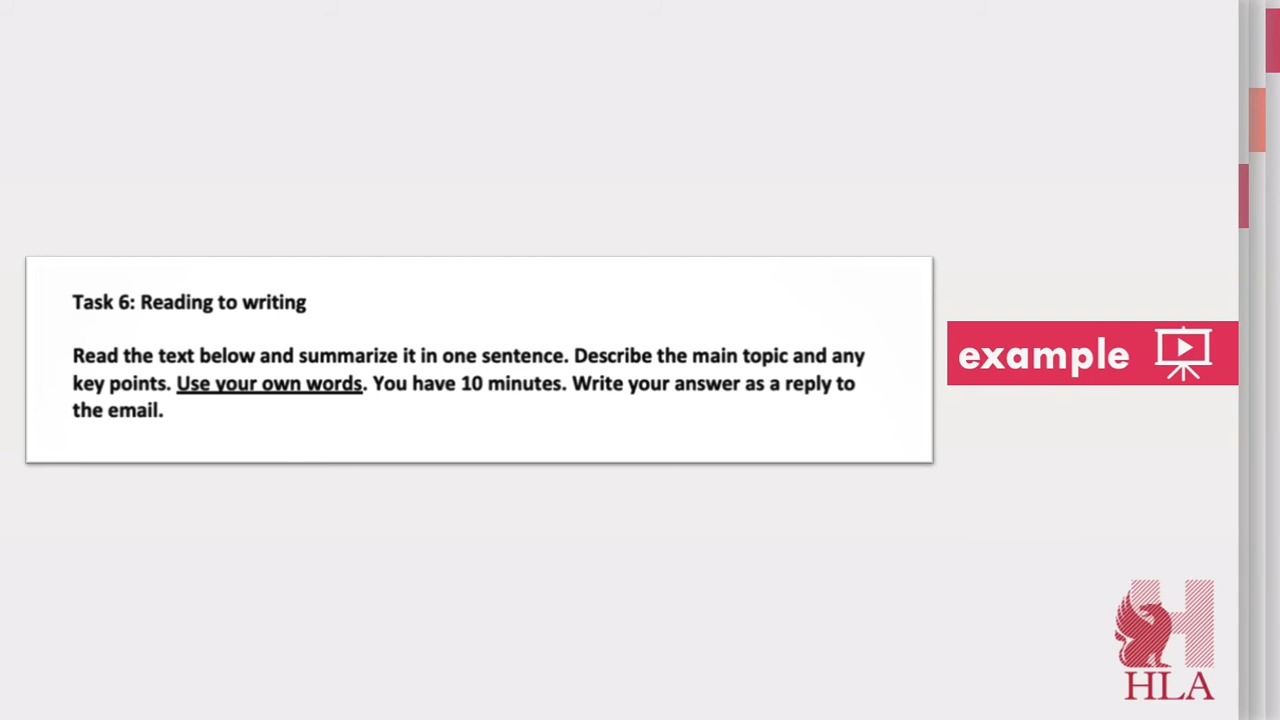 Task 6: Reading to writing
Read the text below and summarize it in one sentence. Describe the main topic and any
key points. Use your own words. You have 10 minutes. Write your answer as a reply to
the email.
example
HLA